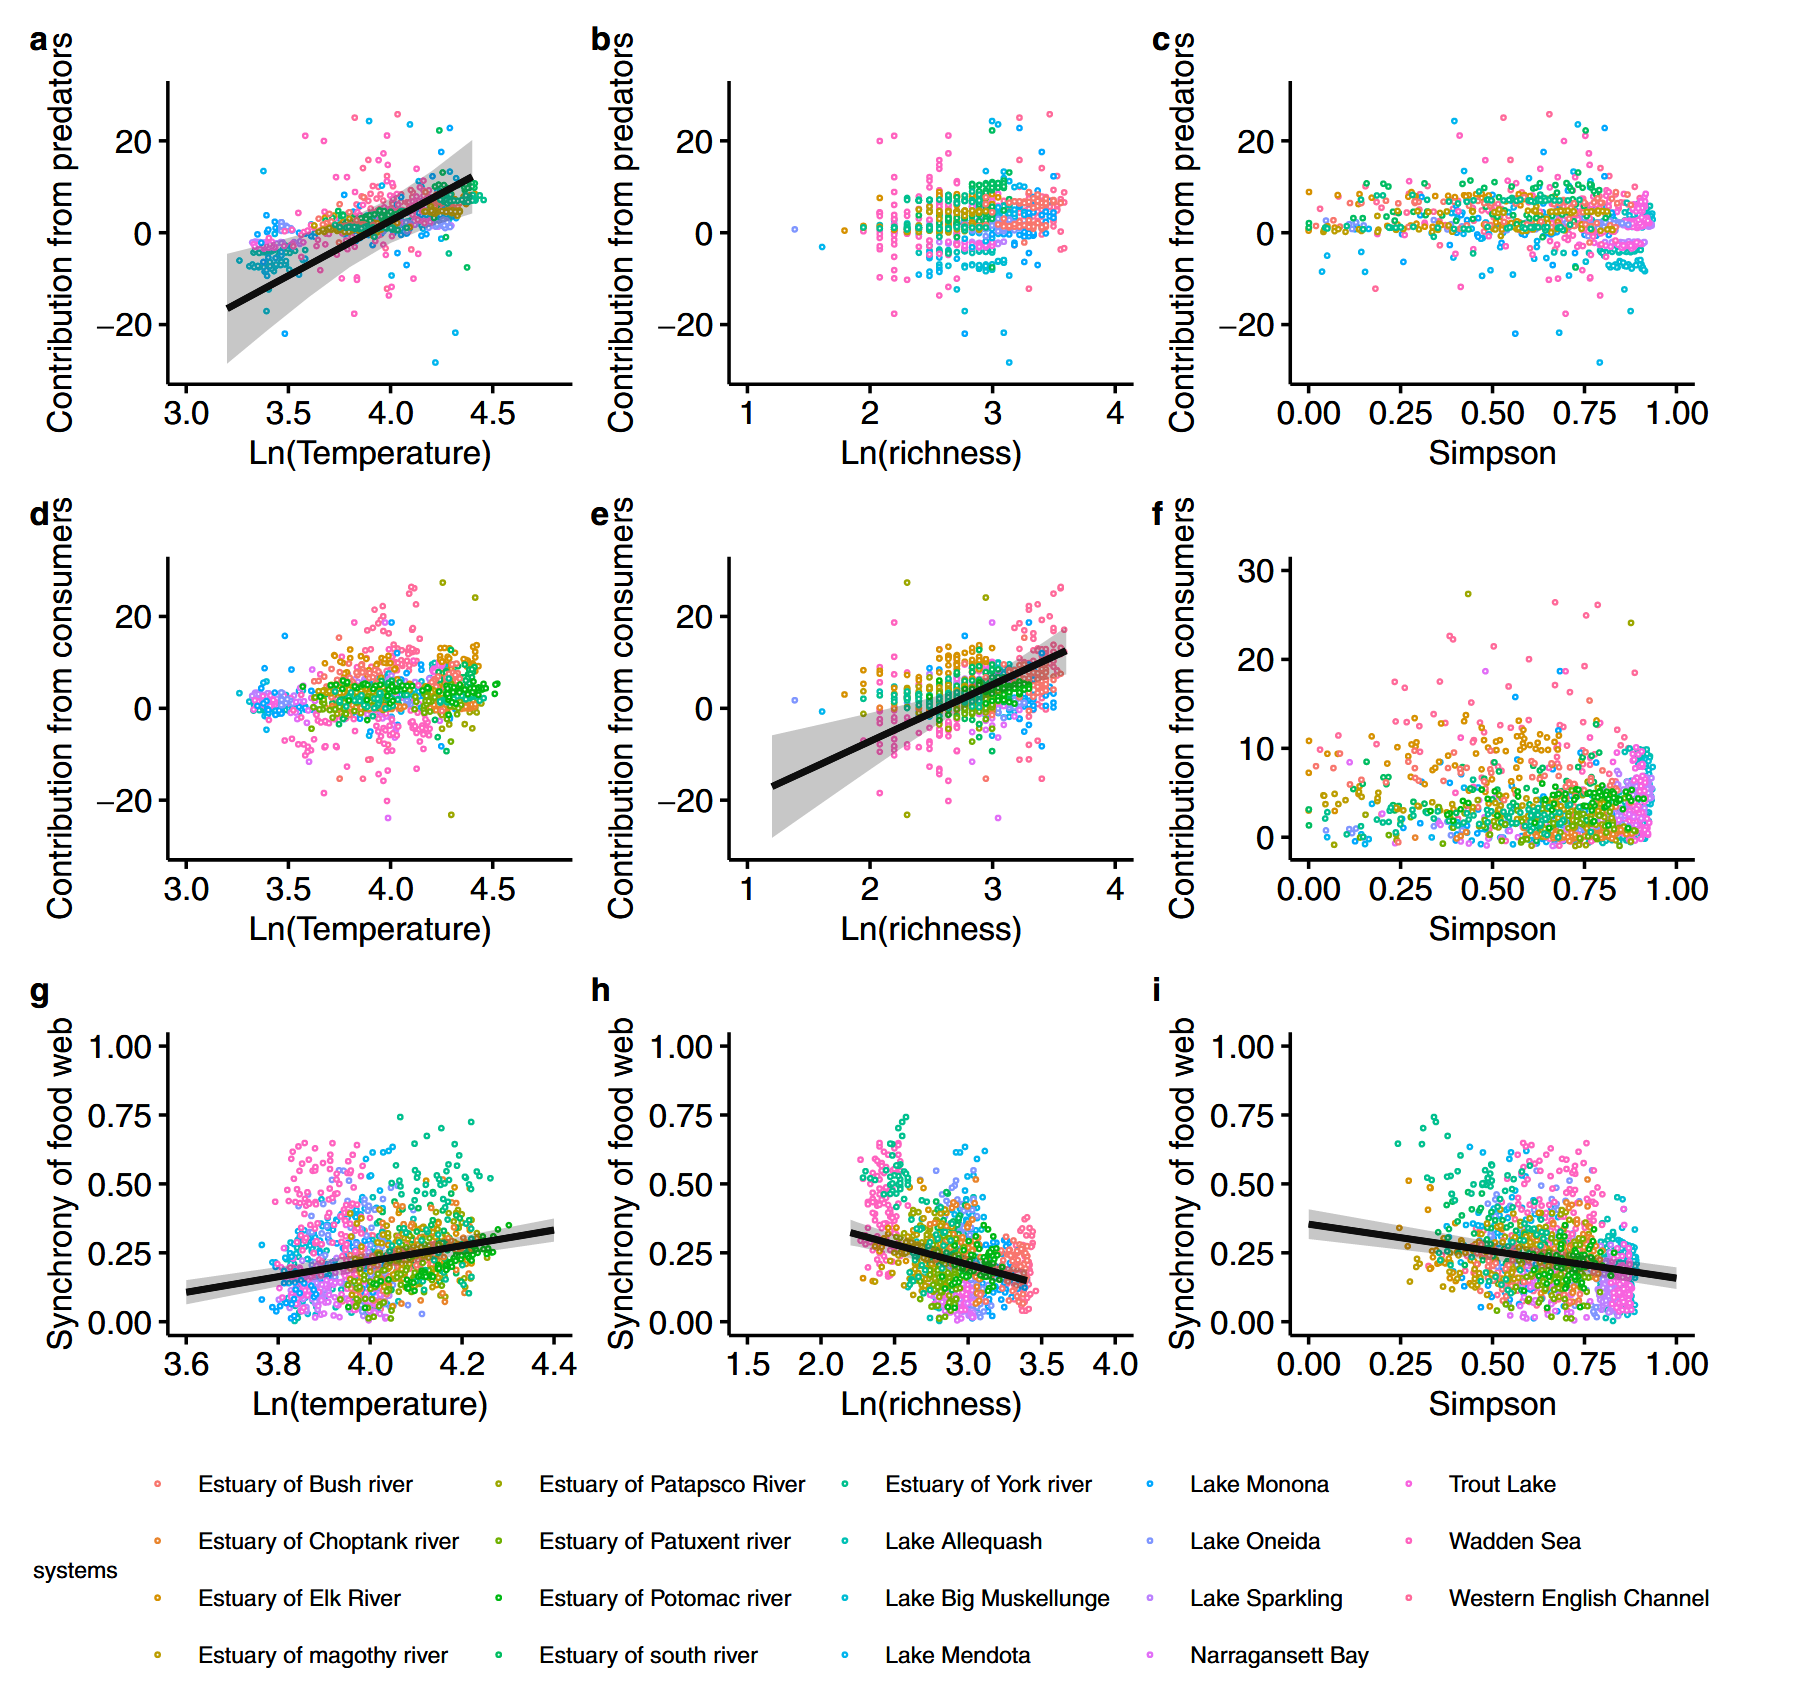 a
Contribution from predators
20
0
−20
3.0 3.5 4.0 4.5
Ln(Temperature)
b
Contribution from predators
20
0
−20
1 2 3 4
Ln(richness)
c
Contribution from predators
20
0
−20
0.00 0.25 0.50 0.75 1.00
Simpson
d
Contribution from consumers
20
0
−20
3.0 3.5 4.0 4.5
Ln(Temperature)
e
Contribution from consumers
20
0
−20
1 2 3 4
Ln(richness)
f
Contribution from consumers
30
20
10
0
0.00 0.25 0.50 0.75 1.00
Simpson
g
Synchrony of food web
1.00
0.75
0.50
0.25
0.00
3.6 3.8 4.0 4.2 4.4
Ln(temperature)
h
Synchrony of food web
1.00
0.75
0.50
0.25
0.00
1.5 2.0 2.5 3.0 3.5 4.0
Ln(richness)
i
Synchrony of food web
1.00
0.75
0.50
0.25
0.00
0.00 0.25 0.50 0.75 1.00
Simpson
systems
Estuary of Bush river
Estuary of Choptank river
Estuary of Elk River
Estuary of magothy river
Estuary of Patapsco River
Estuary of Patuxent river
Estuary of Potomac river
Estuary of south river
Estuary of York river
Lake Allequash
Lake Big Muskellunge
Lake Mendota
Lake Monona
Lake Oneida
Lake Sparkling
Narragansett Bay
Trout Lake
Wadden Sea
Western English Channel